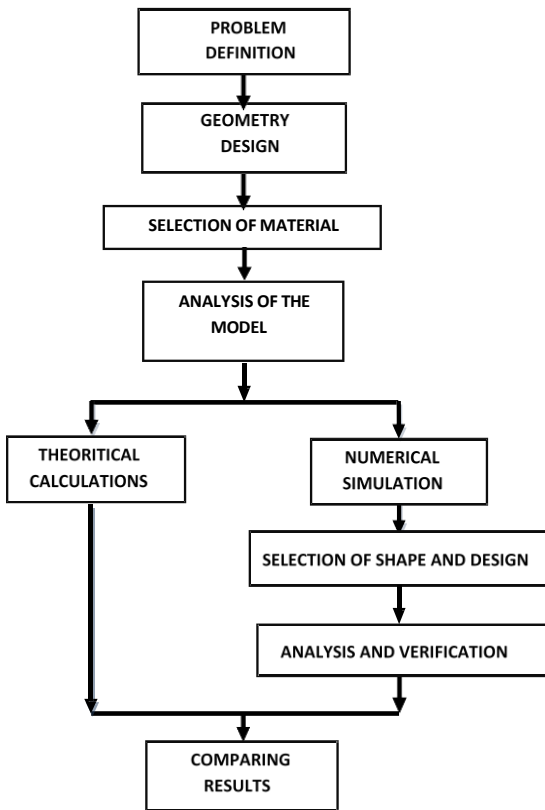 PROBLEM
DEFINITION
GEOMETRY
DESIGN
SELECTION OF MATERIAL
ANALYSIS OF THE
MODEL
THEORITICAL
CALCULATIONS
NUMERICAL
SIMULATION
SELECTION OF SHAPE AND DESIGN
ANALYSIS AND VERIFICATION
COMPARING
RESULTS